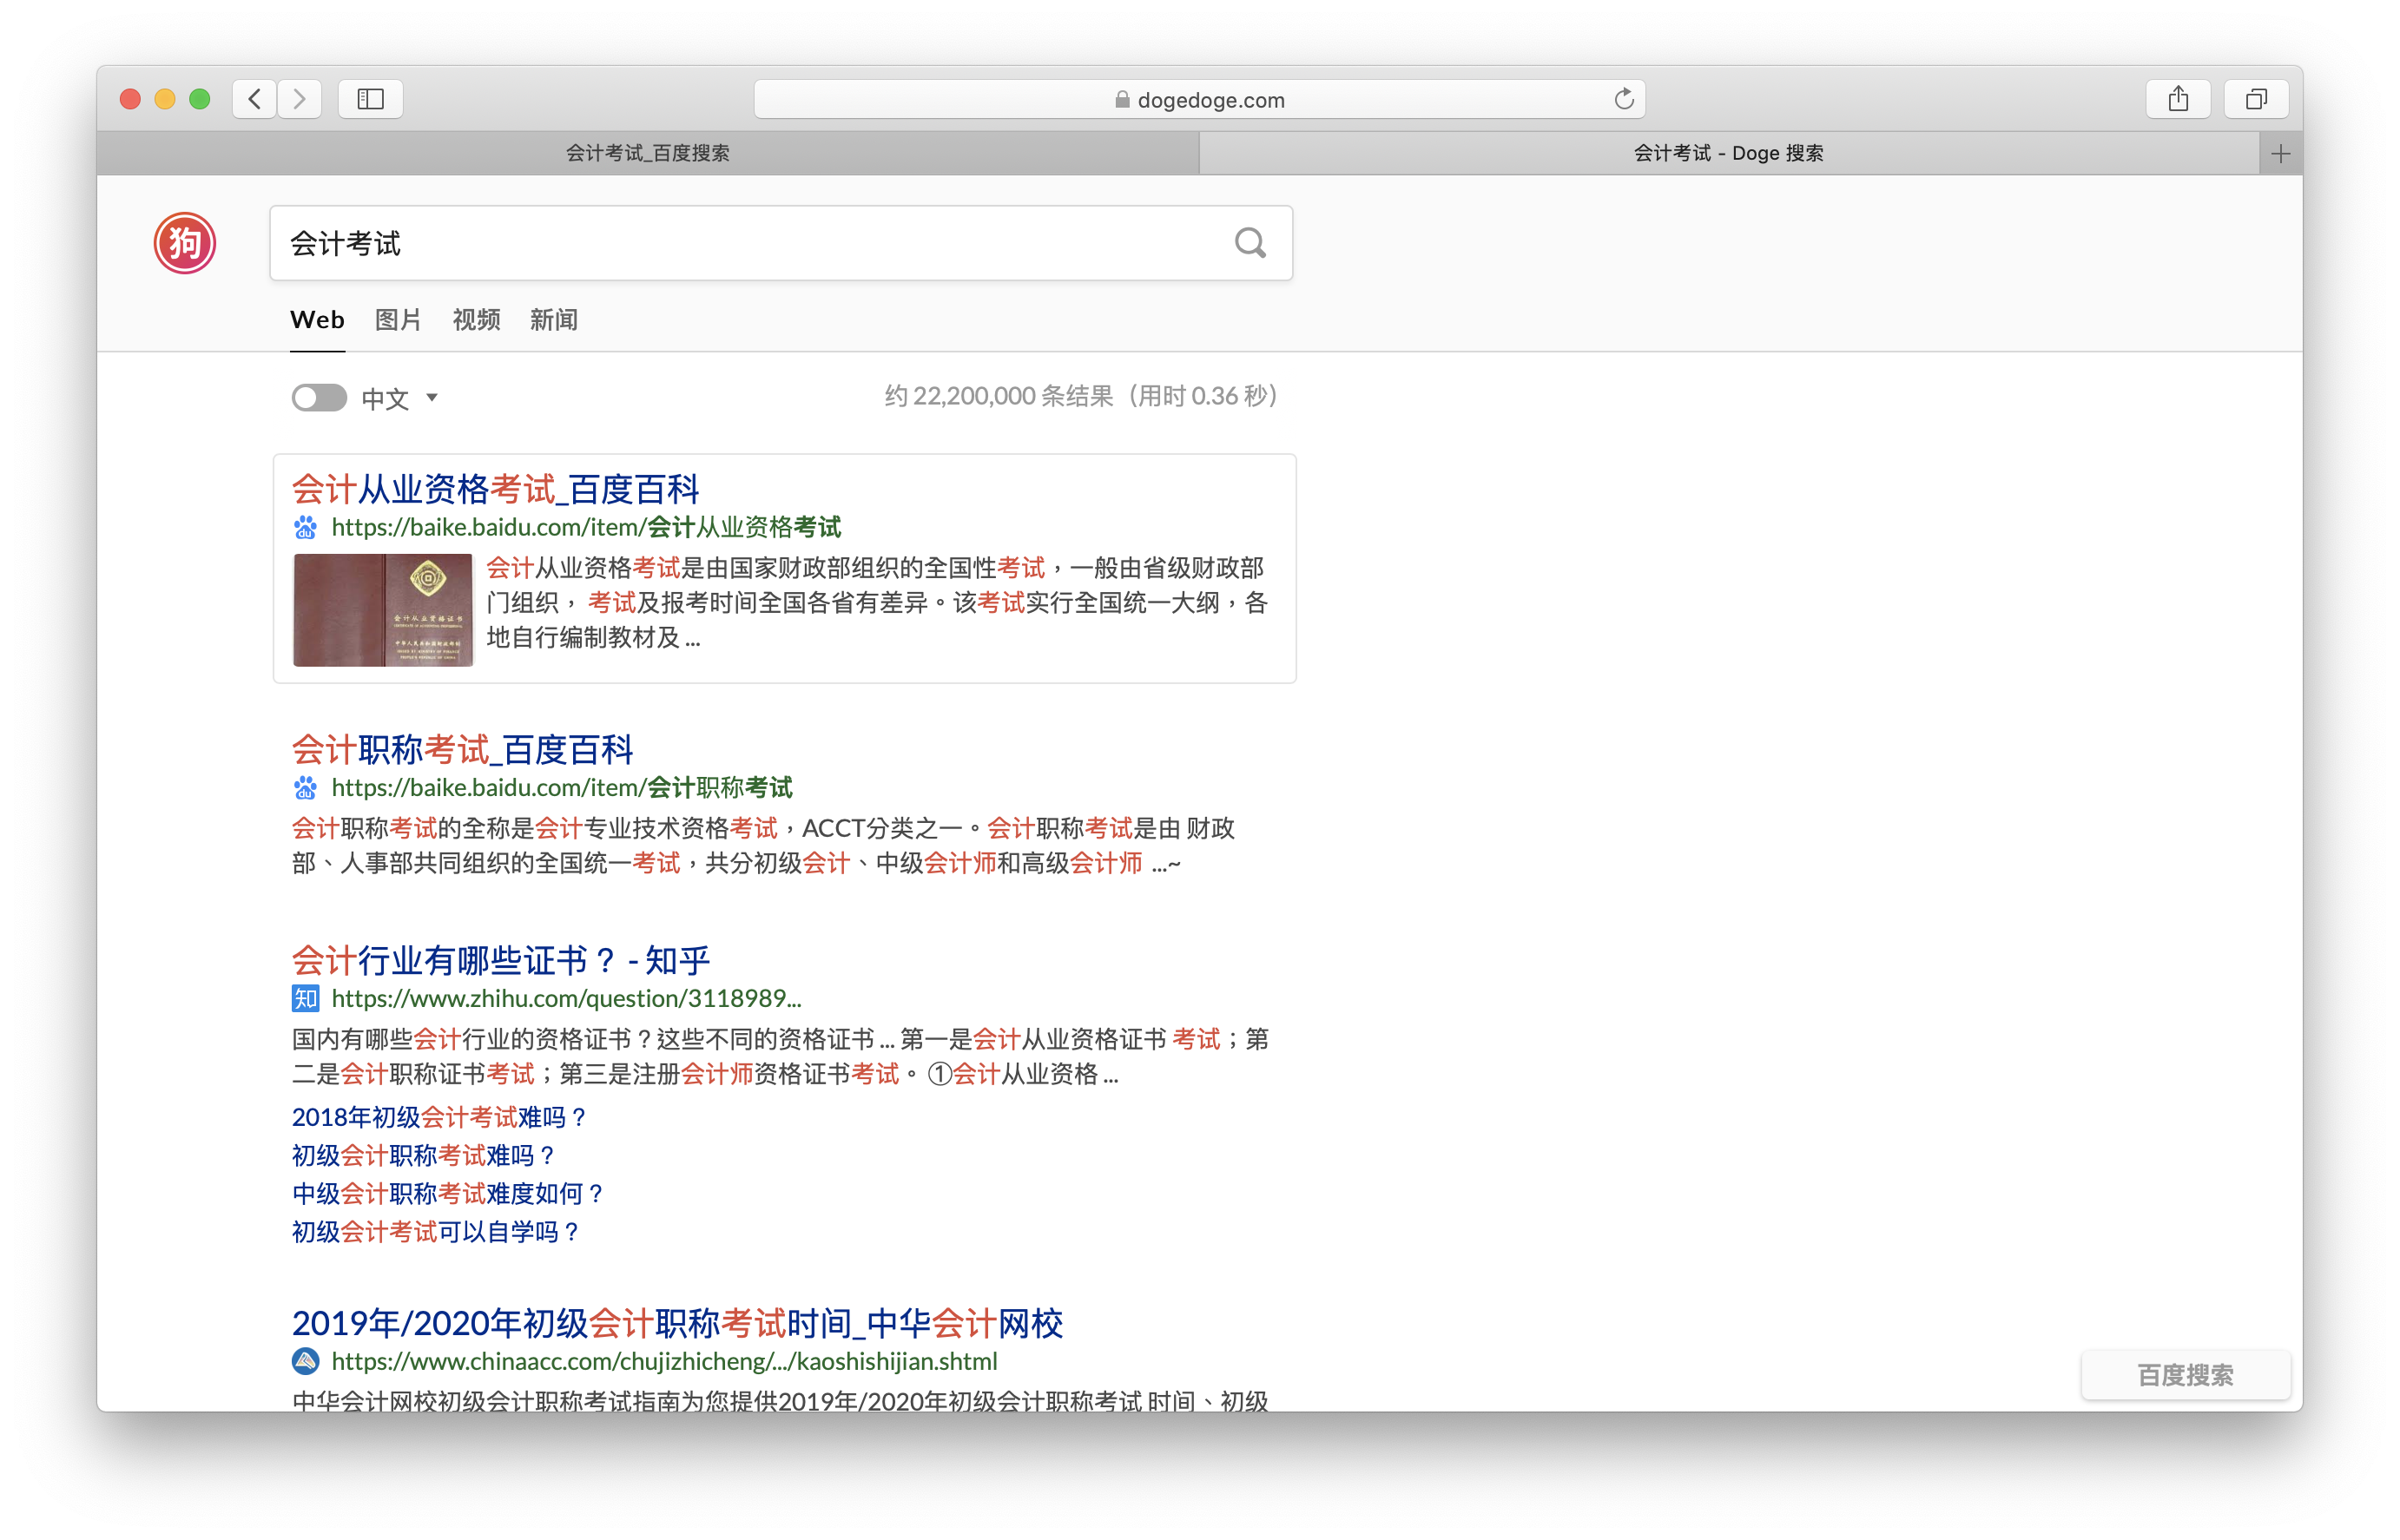 dogedoge.com
会计考试_百度搜索
会计考试 - Doge 搜索
狗
会计考试
Web 图片 视频 新闻
中文
约 22,200,000 条结果（用时 0.36 秒）
会计从业资格考试_百度百科
du https://baike.baidu.com/item/会计从业资格考试
会计从业资格考试是由国家财政部组织的全国性考试，一般由省级财政部
门组织， 考试及报考时间全国各省有差异。该考试实行全国统一大纲，各
地自行编制教材及 ...
会计从业资格证书
会计职称考试_百度百科
du https://baike.baidu.com/item/会计职称考试
会计职称考试的全称是会计专业技术资格考试，ACCT分类之一。会计职称考试是由 财政
部、人事部共同组织的全国统一考试，共分初级会计、中级会计师和高级会计师 ...~
会计行业有哪些证书？ - 知乎
知 https://www.zhihu.com/question/3118989...
国内有哪些会计行业的资格证书？这些不同的资格证书 ... 第一是会计从业资格证书 考试；第
二是会计职称证书考试；第三是注册会计师资格证书考试。 ①会计从业资格 ...
2018年初级会计考试难吗？
初级会计职称考试难吗？
中级会计职称考试难度如何？
初级会计考试可以自学吗？
2019年/2020年初级会计职称考试时间_中华会计网校
https://www.chinaacc.com/chujizhicheng/.../kaoshishijian.shtml
中华会计网校初级会计职称考试指南为您提供2019年/2020年初级会计职称考试 时间、初级
百度搜索